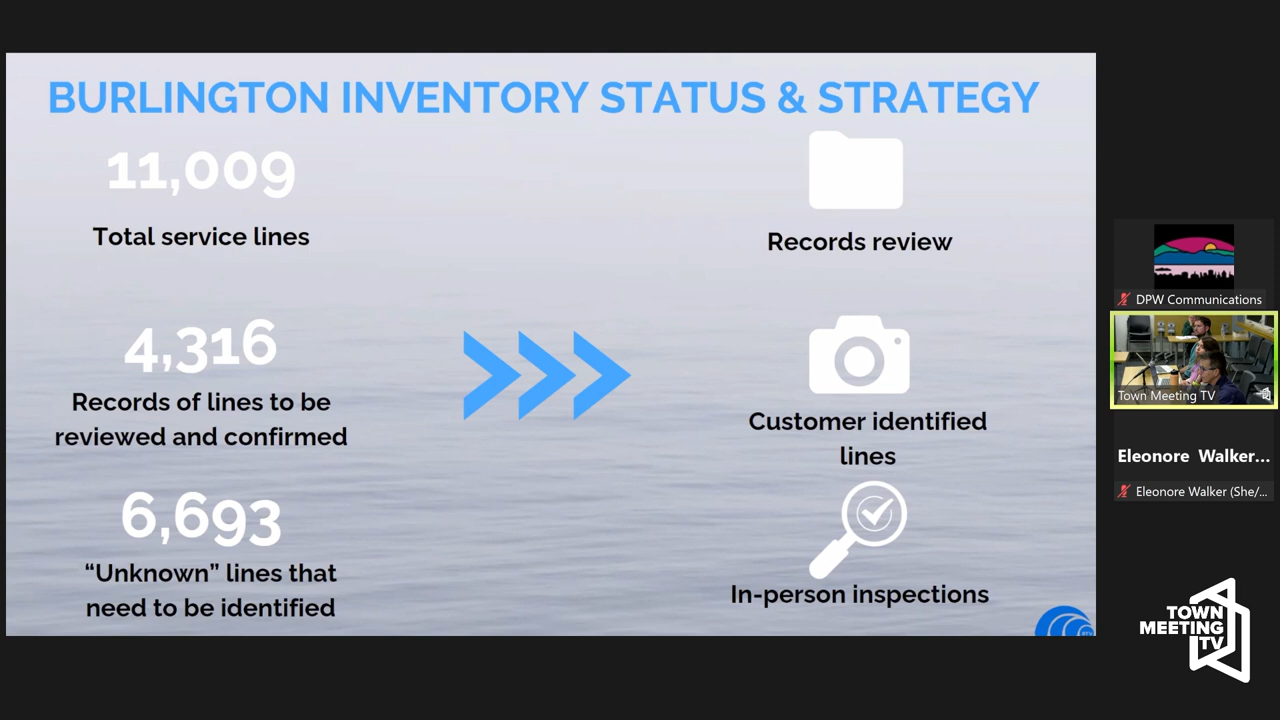 BURLINGTON INVENTORY STATUS & STRATEGY
11,009
Total service lines
4,316
Records of lines to be
reviewed and confirmed
6,693
“Unknown” lines that
need to be identified
Records review
Customer identified
lines
In-person inspections
BTV
DPW Communications
Town Meeting TV
Eleonore Walker...
Eleonore Walker (She/...
TOWN
MEETING
TV